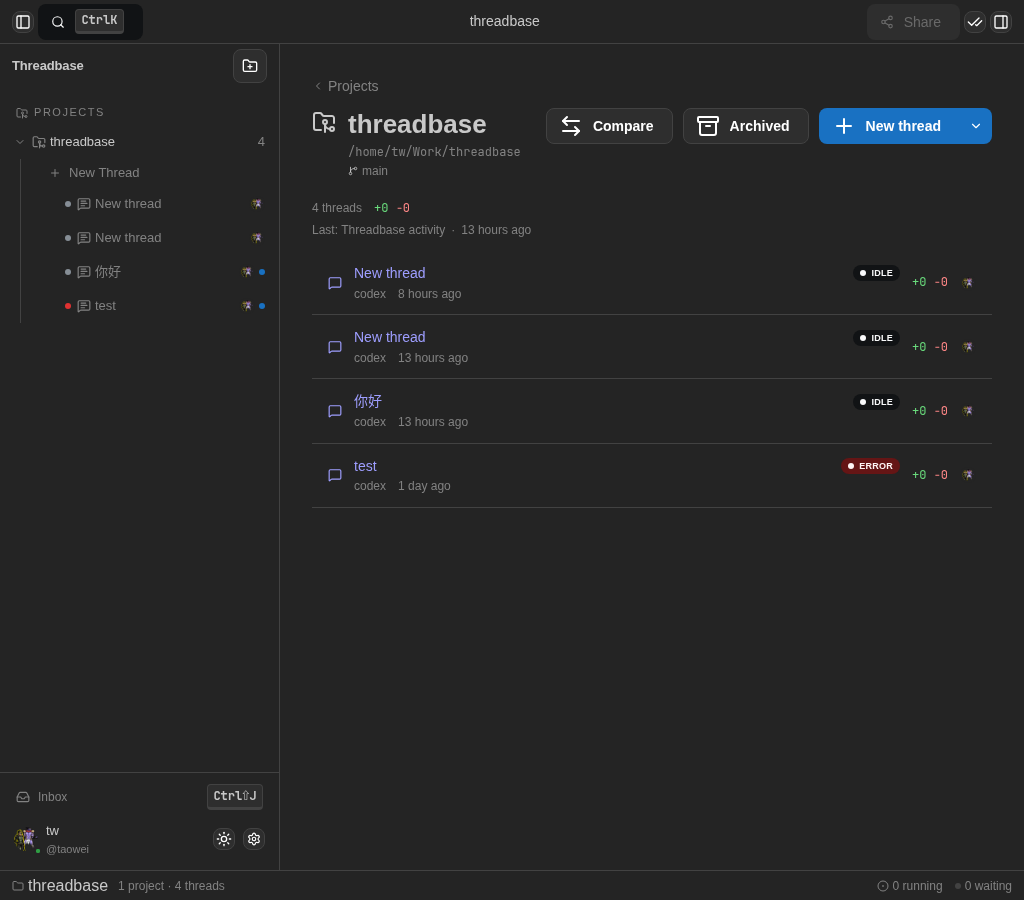 CtrlK
threadbase
Share
Threadbase
PROJECTS
threadbase 4
New Thread
New thread
New thread
你好
test
Inbox
Ctrl⇧J
tw
@taowei
Projects
threadbase
/home/tw/Work/threadbase
main
Compare
Archived
New thread
4 threads +0 -0
Last: Threadbase activity · 13 hours ago
New thread
IDLE
codex 8 hours ago
+0 -0
New thread
IDLE
codex 13 hours ago
+0 -0
你好
IDLE
codex 13 hours ago
+0 -0
test
ERROR
codex 1 day ago
+0 -0
threadbase 1 project · 4 threads
0 running 0 waiting